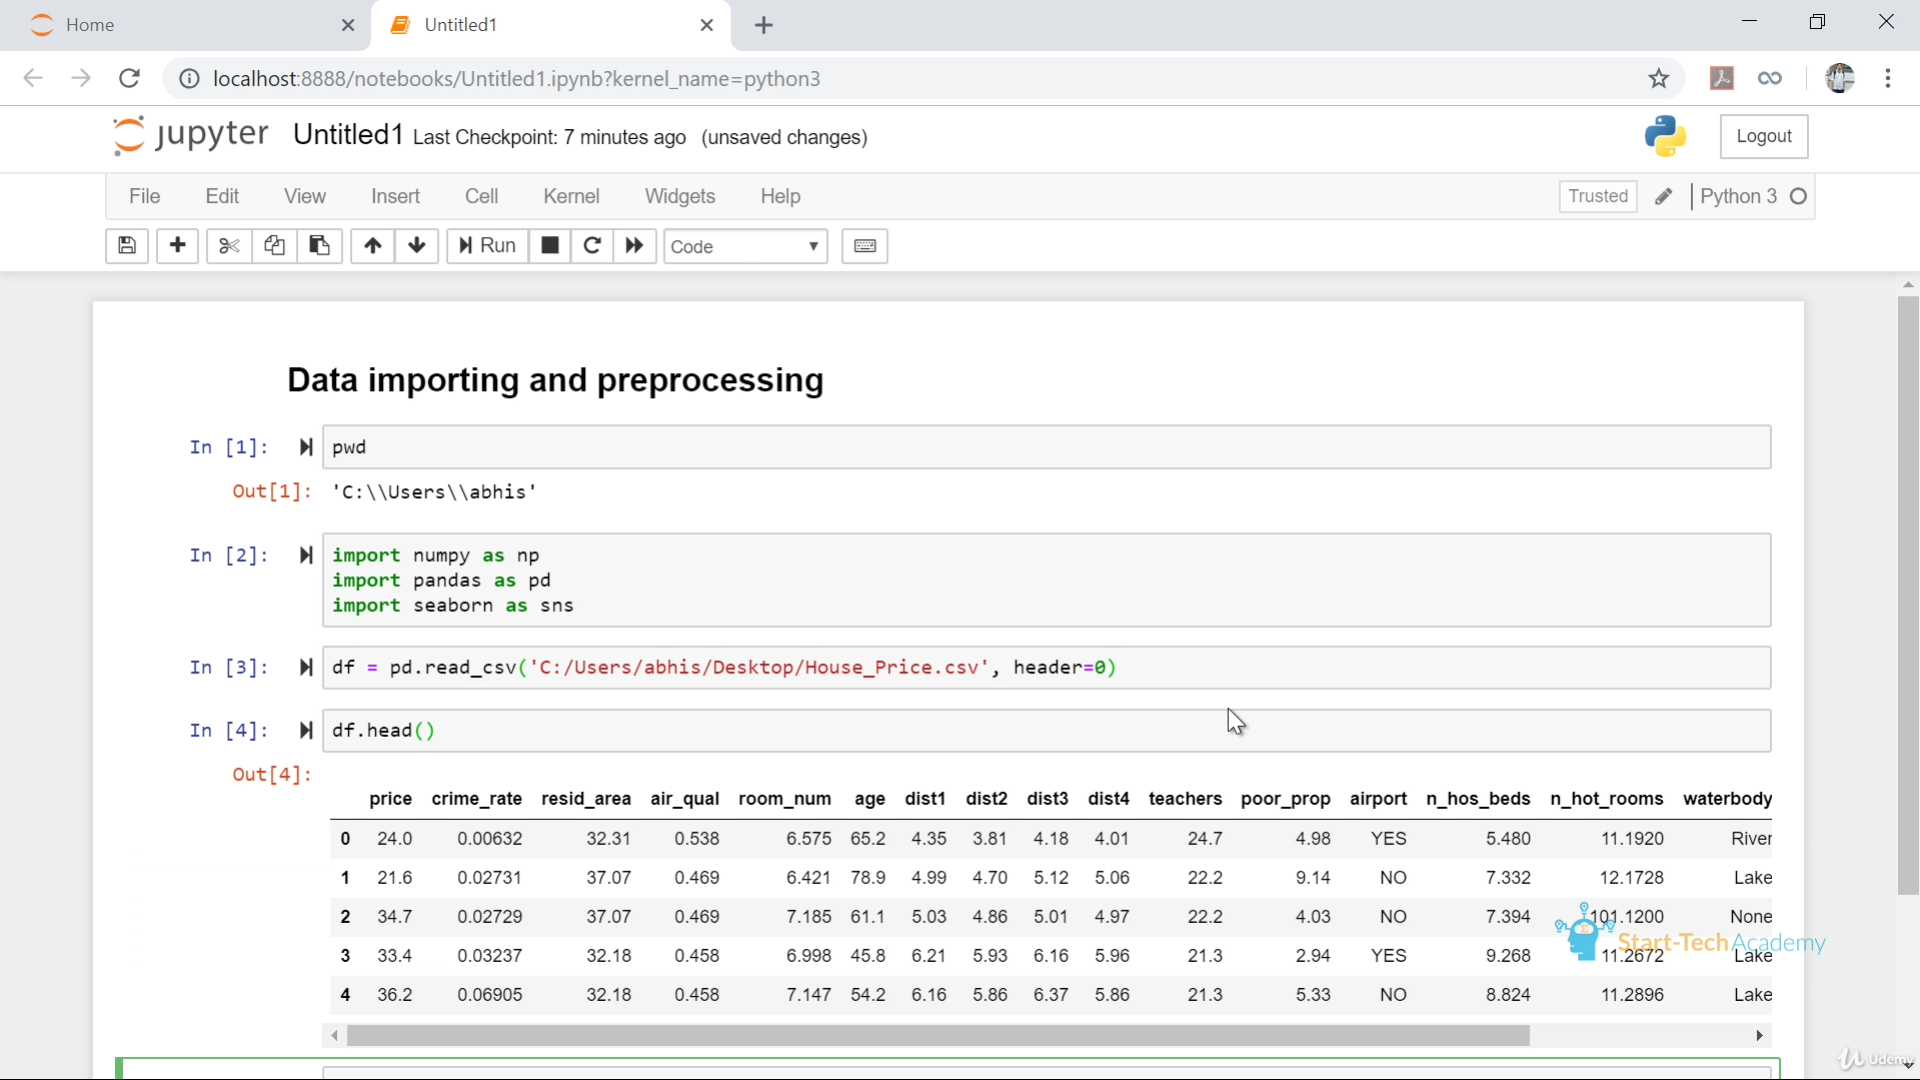 Home
Untitled1
localhost:8888/notebooks/Untitled1.ipynb?kernel_name=python3
jupyter Untitled1 Last Checkpoint: 7 minutes ago (unsaved changes)
Logout
File Edit View Insert Cell Kernel Widgets Help
Trusted Python 3
Run Code
Data importing and preprocessing
In [1]: pwd
Out[1]: 'C:\\Users\\abhis'
In [2]: import numpy as np
import pandas as pd
import seaborn as sns
In [3]: df = pd.read_csv('C:/Users/abhis/Desktop/House_Price.csv', header=0)
In [4]: df.head()
Out[4]:
price crime_rate resid_area air_qual room_num age dist1 dist2 dist3 dist4 teachers poor_prop airport n_hos_beds n_hot_rooms waterbody
0 24.0 0.00632 32.31 0.538 6.575 65.2 4.35 3.81 4.18 4.01 24.7 4.98 YES 5.480 11.1920 River
1 21.6 0.02731 37.07 0.469 6.421 78.9 4.99 4.70 5.12 5.06 22.2 9.14 NO 7.332 12.1728 Lake
2 34.7 0.02729 37.07 0.469 7.185 61.1 5.03 4.86 5.01 4.97 22.2 4.03 NO 7.394 101.1200 None
3 33.4 0.03237 32.18 0.458 6.998 45.8 6.21 5.93 6.16 5.96 21.3 2.94 YES 9.268 11.2672 Lake
4 36.2 0.06905 32.18 0.458 7.147 54.2 6.16 5.86 6.37 5.86 21.3 5.33 NO 8.824 11.2896 Lake
Start-TechAcademy
Udemy